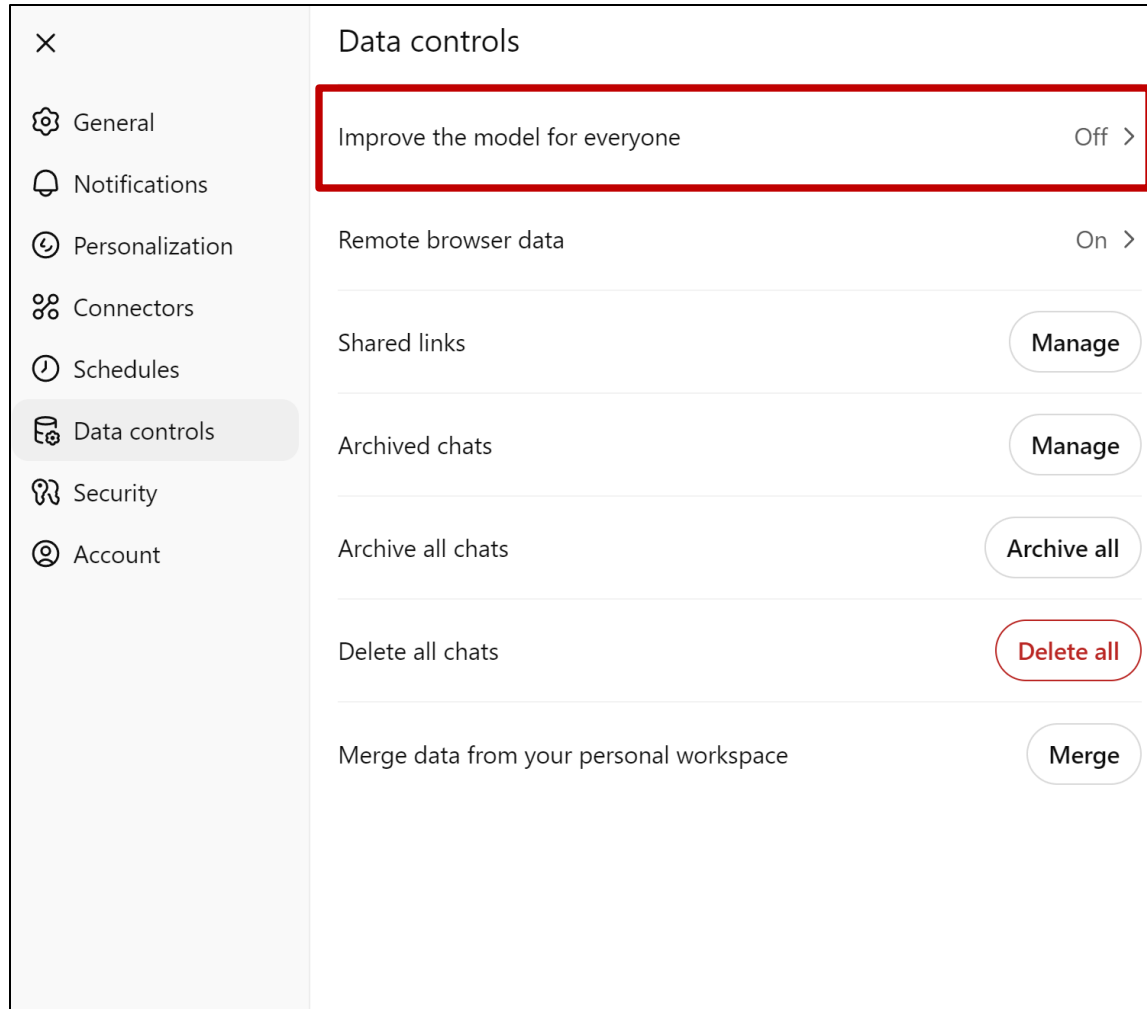 Data controls
General
Notifications
Personalization
Connectors
Schedules
Data controls
Security
Account
Improve the model for everyone Off
Remote browser data On
Shared links Manage
Archived chats Manage
Archive all chats Archive all
Delete all chats Delete all
Merge data from your personal workspace Merge